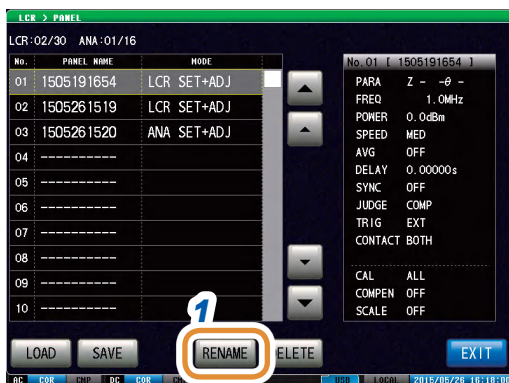 LCR > PANEL
LCR:02/30 ANA:01/16
No. PANEL NAME MODE
01 1505191654 LCR SET+ADJ
02 1505261519 LCR SET+ADJ
03 1505261520 ANA SET+ADJ
04 ----------
05 ----------
06 ----------
07 ----------
08 ----------
09 ----------
10 ----------
No. 01 [ 1505191654 ]
PARA Z - -θ -
FREQ 1.0MHz
POWER 0.0dBm
SPEED MED
AVG OFF
DELAY 0.00000s
SYNC OFF
JUDGE COMP
TRIG EXT
CONTACT BOTH
CAL ALL
COMPEN OFF
SCALE OFF
1
LOAD SAVE RENAME ELETE EXIT
AC COR CMP DC COR USB LOCAL 2015/05/26 16:18:0